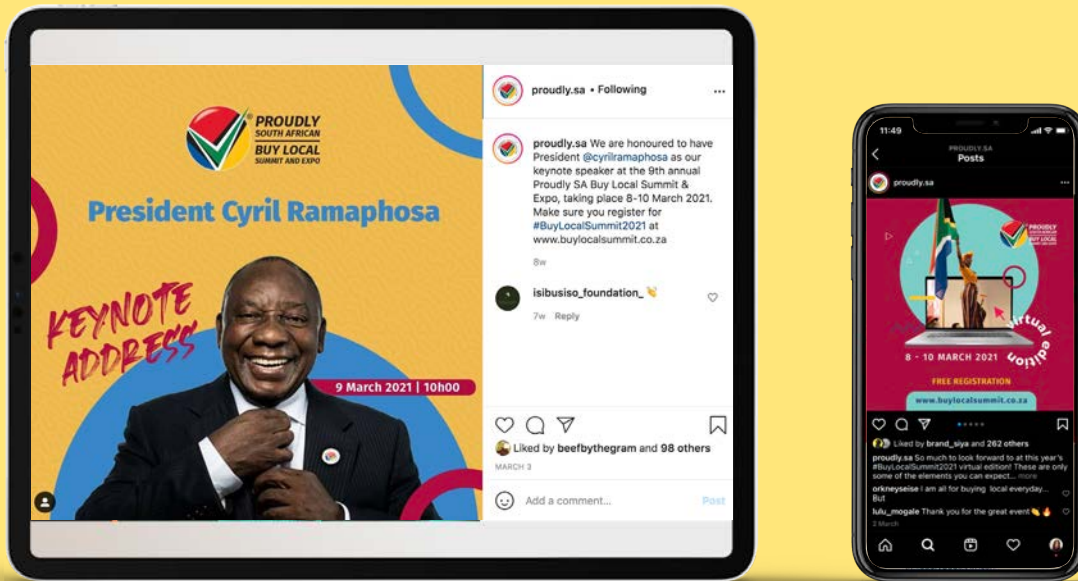 PROUDLY
SOUTH AFRICAN
BUY LOCAL
SUMMIT AND EXPO
President Cyril Ramaphosa
KEYNOTE
ADDRESS
9 March 2021 | 10h00
proudly.sa • Following
proudly.sa We are honoured to have
President @cyrilramaphosa as our
keynote speaker at the 9th annual
Proudly SA Buy Local Summit &
Expo, taking place 8-10 March 2021.
Make sure you register for
#BuyLocalSummit2021 at
www.buylocalsummit.co.za
8w
isibusiso_foundation_
7w Reply
Liked by beefbythegram and 98 others
MARCH 3
Add a comment...
Post
11:49
PROUDLY.SA
Posts
proudly.sa
PROUDLY
SOUTH AFRICAN
BUY LOCAL
SUMMIT AND EXPO
virtual edition
8 - 10 MARCH 2021
FREE REGISTRATION
www.buylocalsummit.co.za
Liked by brand_siya and 262 others
proudly.sa So much to look forward to at this year's
#BuyLocalSummit2021 virtual edition! These are only
some of the elements you can expect... more
orkneyseise I am all for buying local everyday...
But
lulu_mogale Thank you for the great event
2 March